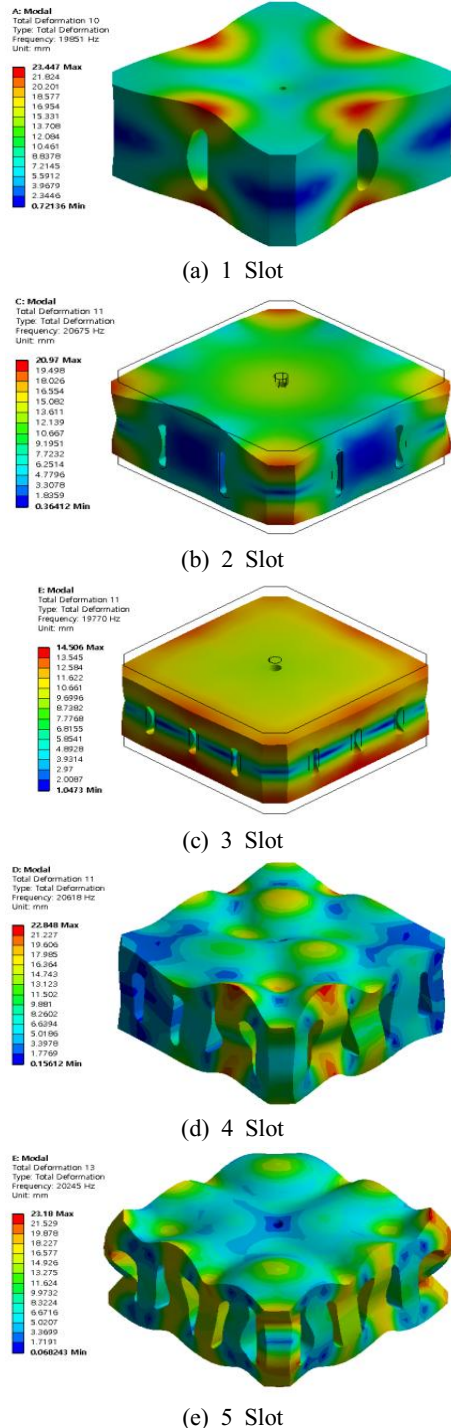 A: Modal
Total Deformation 10
Type: Total Deformation
Frequency: 19851 Hz
Unit: mm
23.447 Max
21.824
20.201
18.577
16.954
15.331
13.708
12.084
10.461
8.8378
7.2145
5.5912
3.9679
2.3446
0.72136 Min
(a) 1 Slot
C: Modal
Total Deformation 11
Type: Total Deformation
Frequency: 20675 Hz
Unit: mm
20.97 Max
19.498
18.026
16.554
15.082
13.611
12.139
10.667
9.1951
7.7232
6.2514
4.7796
3.3078
1.8359
0.36412 Min
(b) 2 Slot
E: Modal
Total Deformation 11
Type: Total Deformation
Frequency: 19770 Hz
Unit: mm
14.506 Max
13.545
12.584
11.622
10.661
9.6996
8.7382
7.7768
6.8155
5.8541
4.8928
3.9314
2.97
2.0087
1.0473 Min
(c) 3 Slot
D: Modal
Total Deformation 11
Type: Total Deformation
Frequency: 20618 Hz
Unit: mm
22.848 Max
21.227
19.606
17.985
16.364
14.743
13.123
11.502
9.881
8.2602
6.6394
5.0186
3.3978
1.7769
0.15612 Min
(d) 4 Slot
E: Modal
Total Deformation 13
Type: Total Deformation
Frequency: 20245 Hz
Unit: mm
23.18 Max
21.529
19.878
18.227
16.577
14.926
13.275
11.624
9.9732
8.3224
6.6716
5.0207
3.3699
1.7191
0.068243 Min
(e) 5 Slot